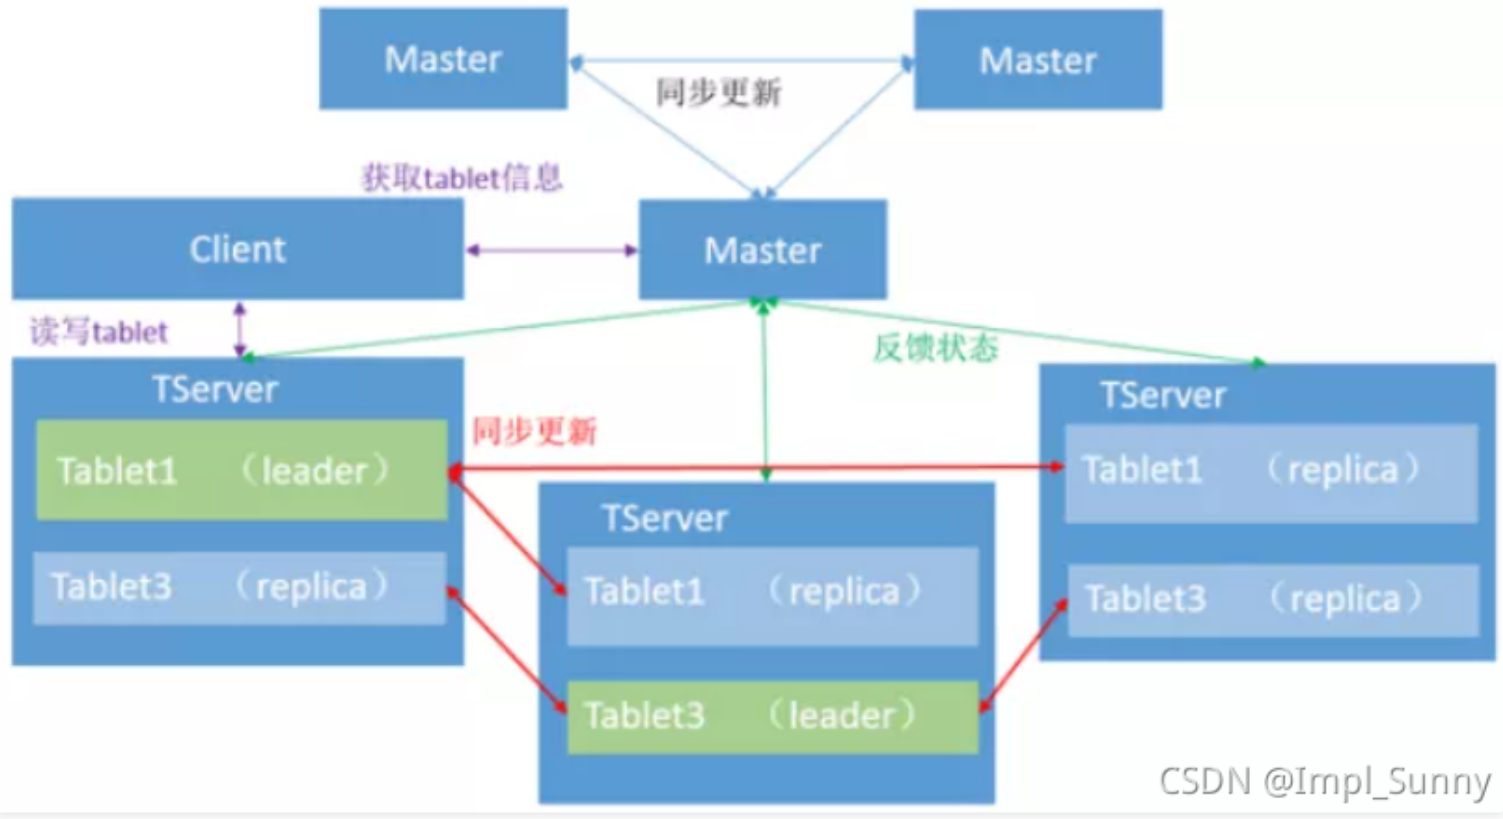 Master
Master
同步更新
获取tablet信息
Client
Master
读写tablet
反馈状态
TServer
Tablet1 （leader）
Tablet3 （replica）
同步更新
TServer
Tablet1 （replica）
Tablet3 （leader）
TServer
Tablet1 （replica）
Tablet3 （replica）
CSDN @Impl_Sunny